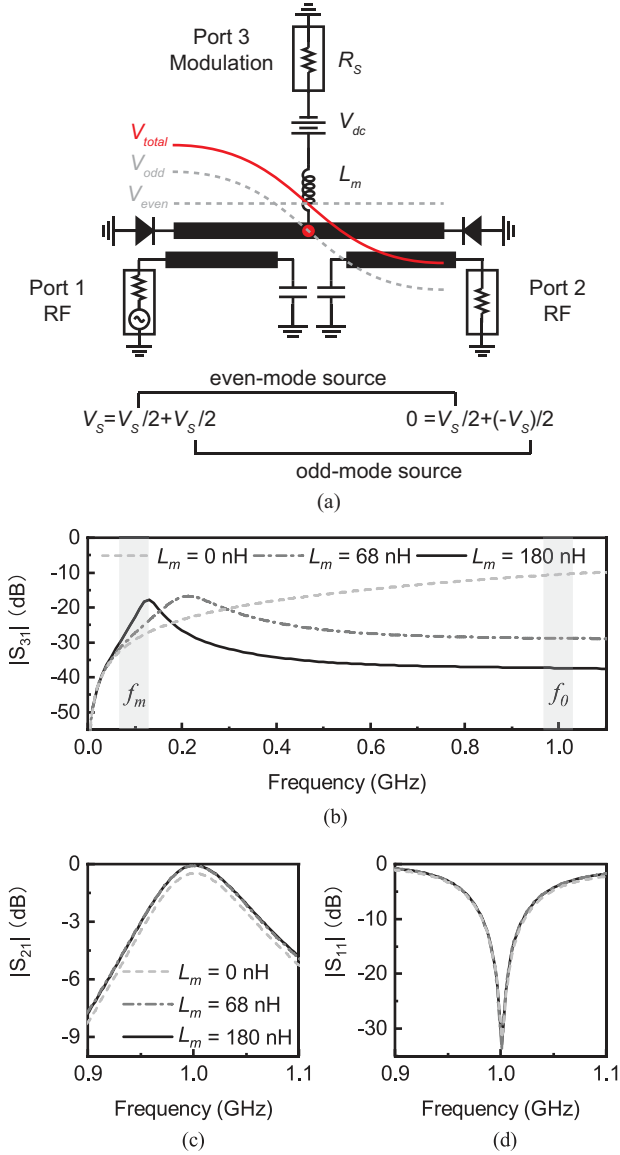 Port 3
Modulation
R_S
V_dc
V_total
L_m
V_odd
V_even
Port 1
RF
Port 2
RF
even-mode source
V_S=V_S/2+V_S/2
0 =V_S/2+(-V_S)/2
odd-mode source
(a)
0
L_m = 0 nH
L_m = 68 nH
L_m = 180 nH
-10
-20
-30
-40
-50
|S31| (dB)
f_m
f_0
0.0
0.2
0.4
0.6
0.8
1.0
Frequency (GHz)
(b)
0
-3
-6
-9
|S21| (dB)
L_m = 0 nH
L_m = 68 nH
L_m = 180 nH
0.9
1.0
1.1
Frequency (GHz)
(c)
0
-10
-20
-30
|S11| (dB)
0.9
1.0
1.1
Frequency (GHz)
(d)